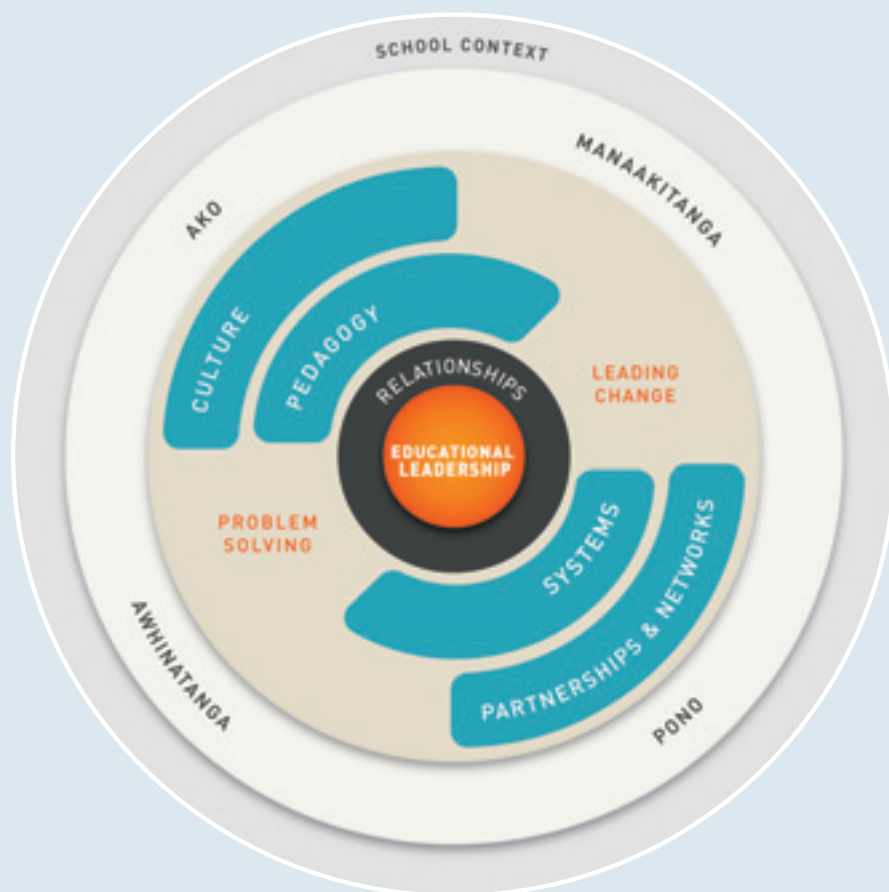 SCHOOL CONTEXT
MANAAKITANGA
AKO
CULTURE
PEDAGOGY
RELATIONSHIPS
LEADING
CHANGE
EDUCATIONAL
LEADERSHIP
PROBLEM
SOLVING
SYSTEMS
PARTNERSHIPS & NETWORKS
AWHINATANGA
PONO